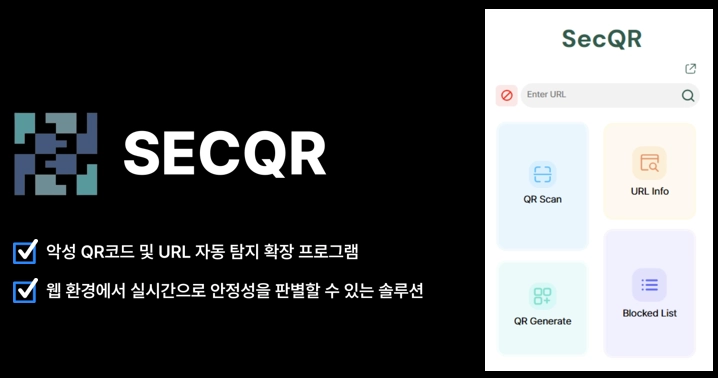 SECQR
악성 QR코드 및 URL 자동 탐지 확장 프로그램
웹 환경에서 실시간으로 안정성을 판별할 수 있는 솔루션
SecQR
Enter URL
QR Scan
URL Info
QR Generate
Blocked List